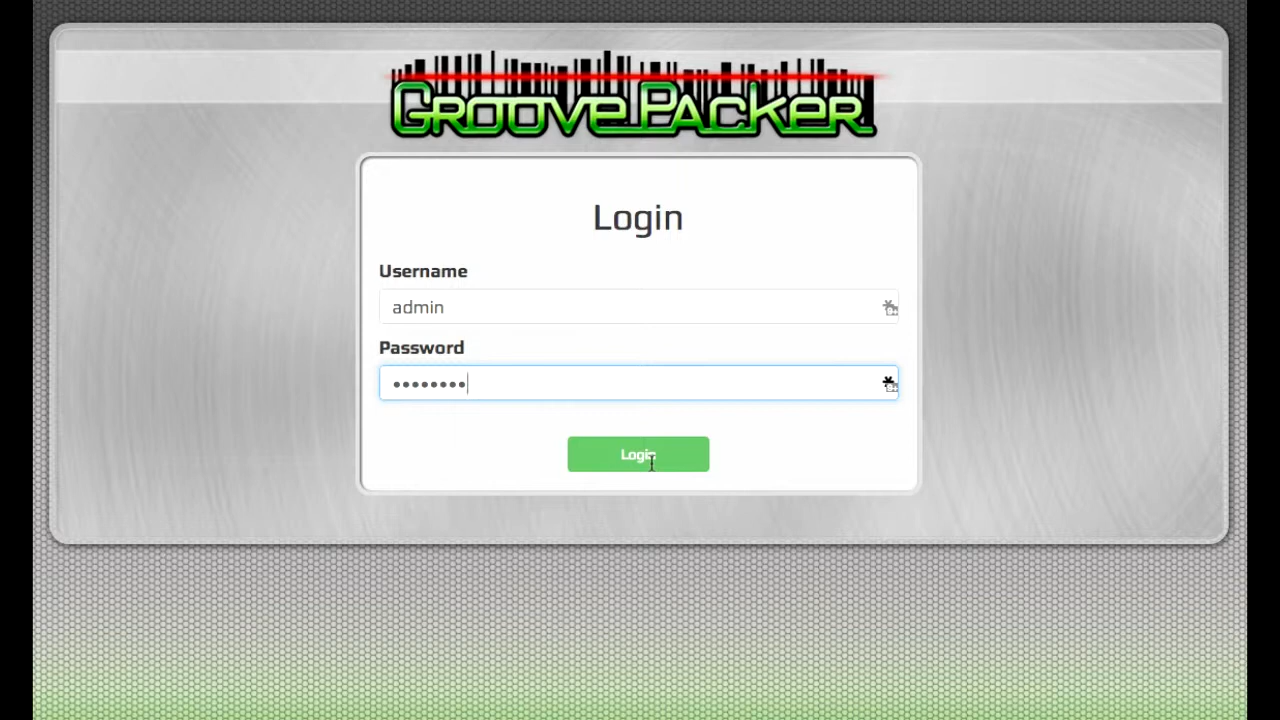 GROOVEPACKER
Login
Username
admin
Password
••••••••
Login